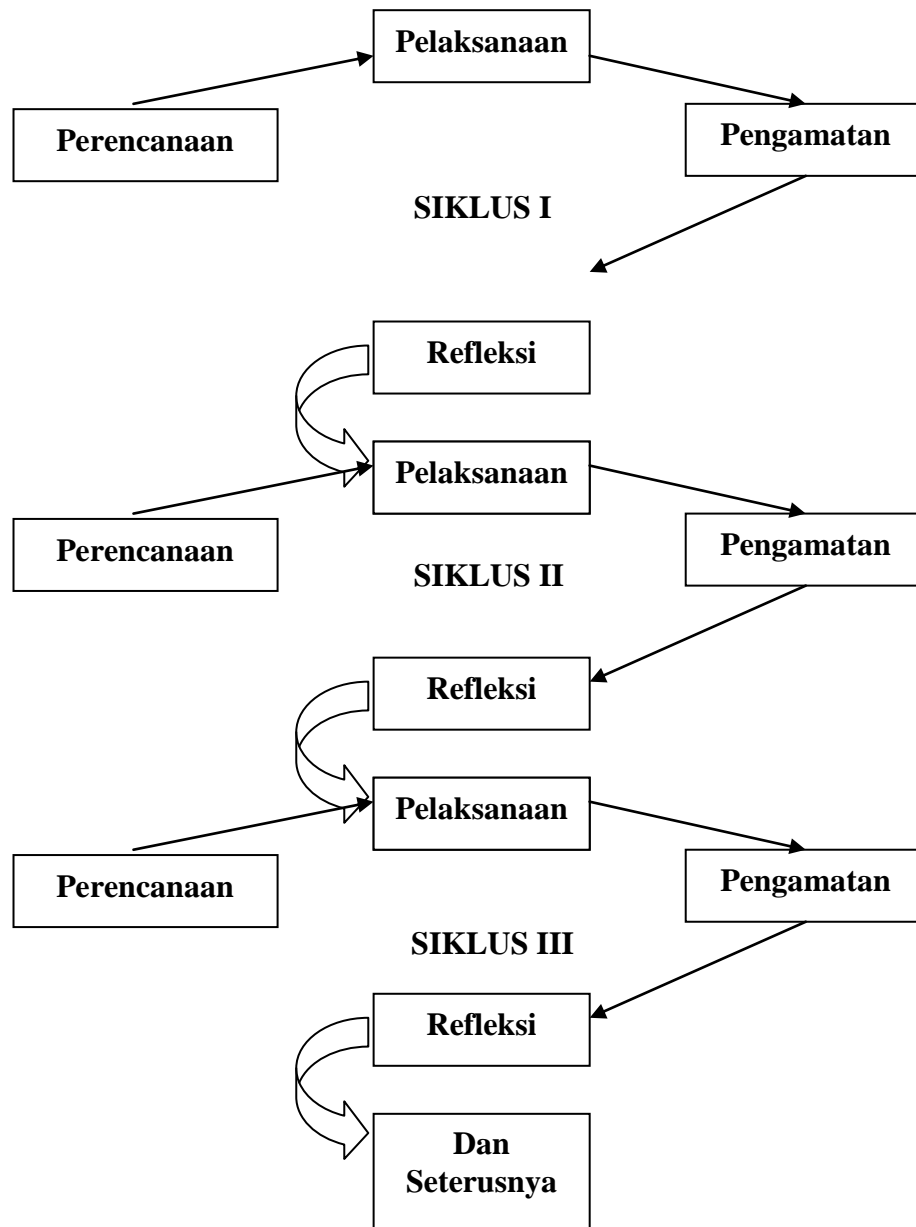 Pelaksanaan
Perencanaan
Pengamatan
SIKLUS I
Refleksi
Pelaksanaan
Perencanaan
Pengamatan
SIKLUS II
Refleksi
Pelaksanaan
Perencanaan
Pengamatan
SIKLUS III
Refleksi
Dan
Seterusnya